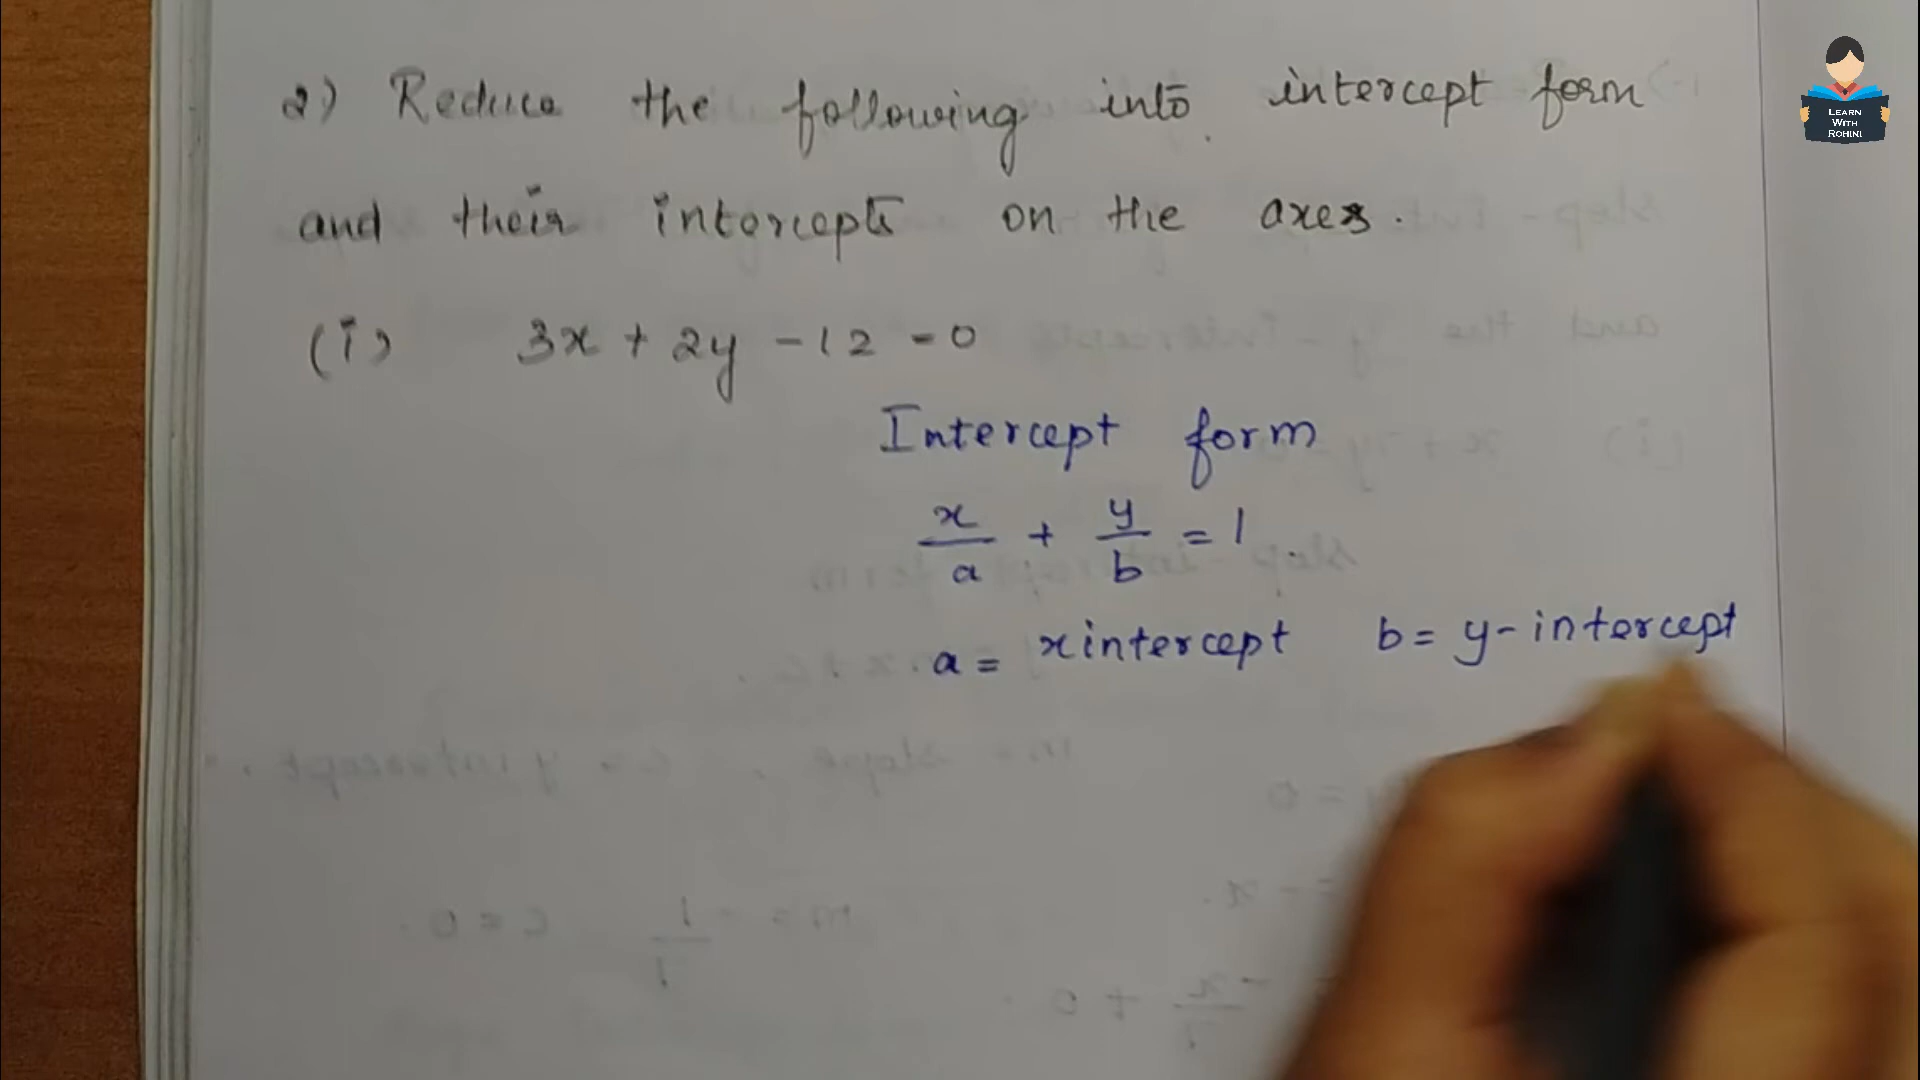 2) Reduce the following into intercept form
and their intercepts on the axes.
(i) 3x + 2y - 12 = 0
Intercept form
x/a + y/b = 1
a = x intercept b = y-intercept
LEARN
WITH
ROHINI